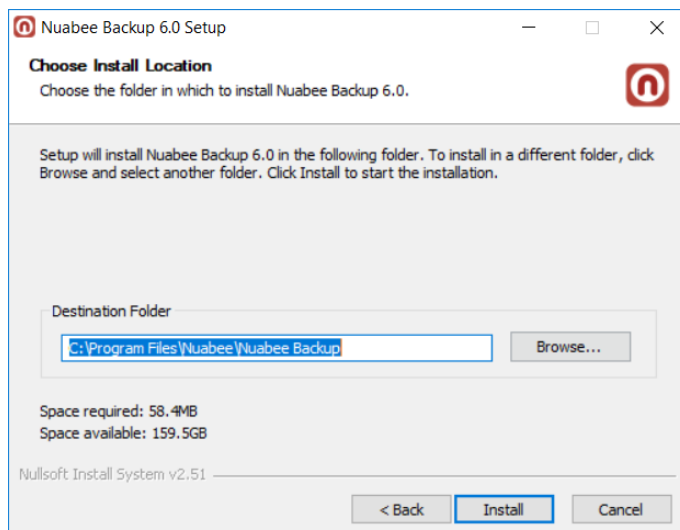 Nuabee Backup 6.0 Setup
Choose Install Location
Choose the folder in which to install Nuabee Backup 6.0.
Setup will install Nuabee Backup 6.0 in the following folder. To install in a different folder, click
Browse and select another folder. Click Install to start the installation.
Destination Folder
C:\Program Files\Nuabee\Nuabee Backup
Browse...
Space required: 58.4MB
Space available: 159.5GB
Nullsoft Install System v2.51
< Back
Install
Cancel